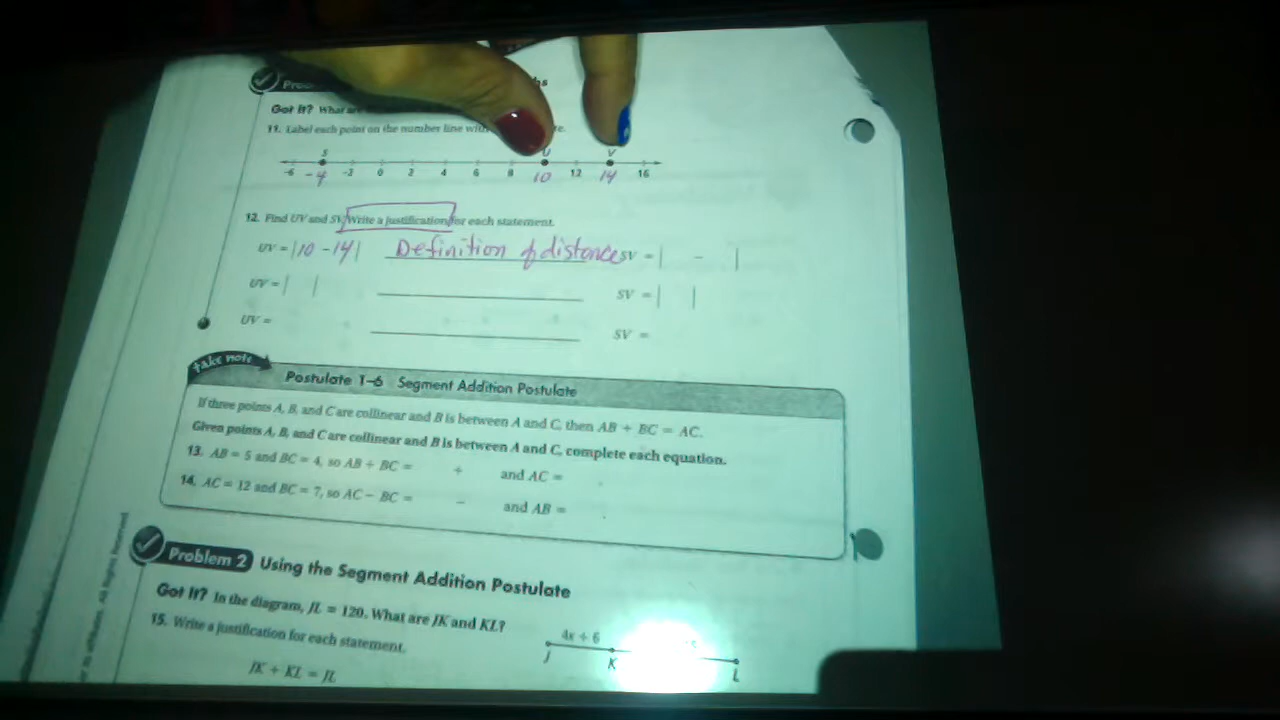 Got It? What are
11. Label each point on the number line with
S U V
-6 -4 -2 0 2 4 6 8 10 12 14 16
12. Find UV and SV. Write a justification for each statement.
UV = |10 - 14| Definition of distance SV = | - |
UV = | | SV = | |
UV = SV =
take note
Postulate 1-6 Segment Addition Postulate
If three points A, B, and C are collinear and B is between A and C, then AB + BC = AC.
Given points A, B, and C are collinear and B is between A and C, complete each equation.
13. AB = 5 and BC = 4, so AB + BC = + and AC =
14. AC = 12 and BC = 7, so AC - BC = - and AB =
Problem 2 Using the Segment Addition Postulate
Got It? In the diagram, JL = 120. What are JK and KL?
15. Write a justification for each statement.
4x + 6
J K L
JK + KL = JL